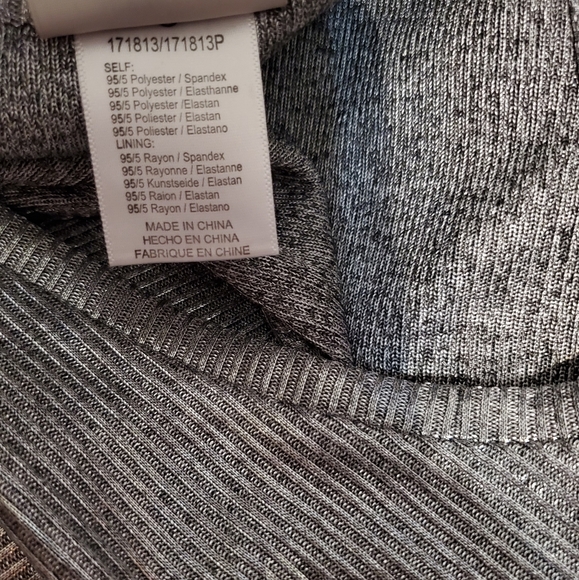 171813/171813P
SELF:
95/5 Polyester / Spandex
95/5 Polyester / Elasthanne
95/5 Polyester / Elastan
95/5 Poliester / Elastan
95/5 Poliester / Elastano
LINING:
95/5 Rayon / Spandex
95/5 Rayonne / Elastanne
95/5 Kunstseide / Elastan
95/5 Raion / Elastan
95/5 Rayon / Elastano
MADE IN CHINA
HECHO EN CHINA
FABRIQUE EN CHINE